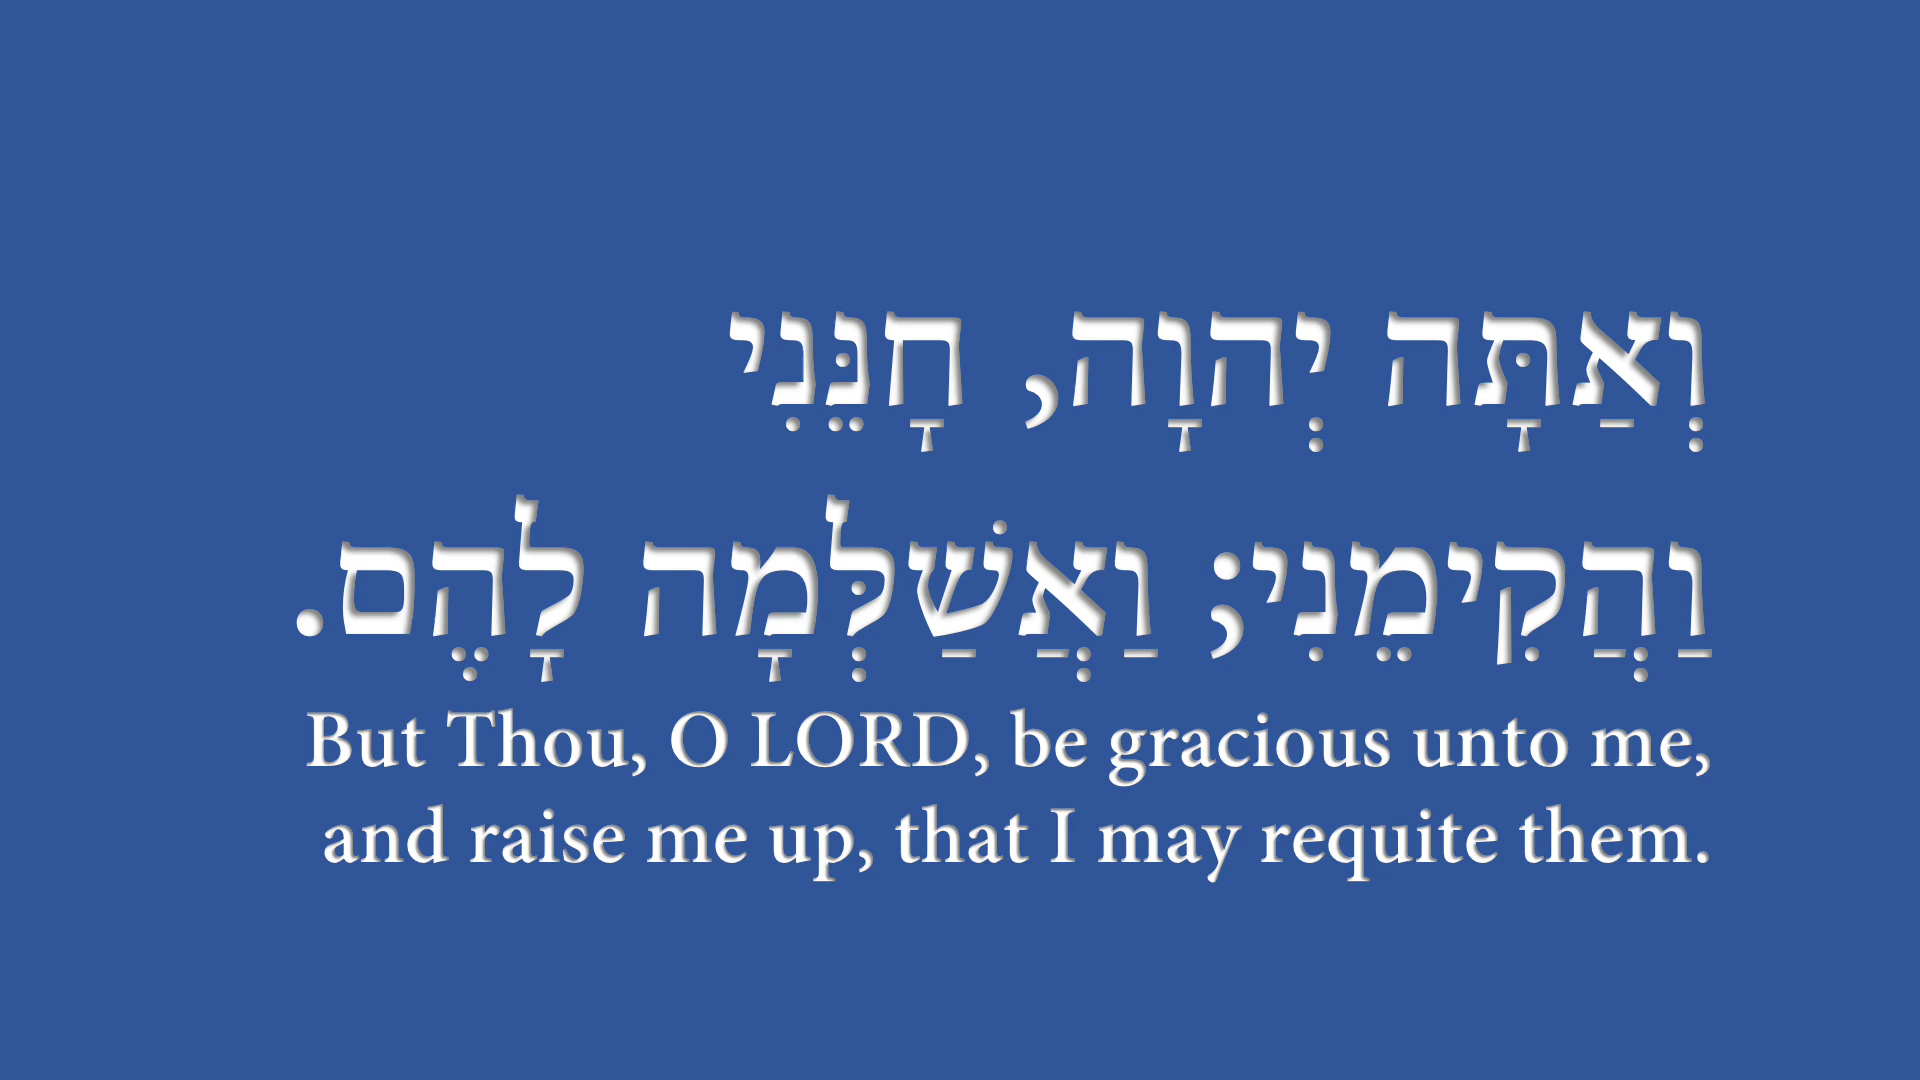 וְאַתָּה יְהוָה, חָנֵּנִי
וַהֲקִימֵנִי; וַאֲשַׁלְּמָה לָהֶם.
But Thou, O LORD, be gracious unto me,
and raise me up, that I may requite them.